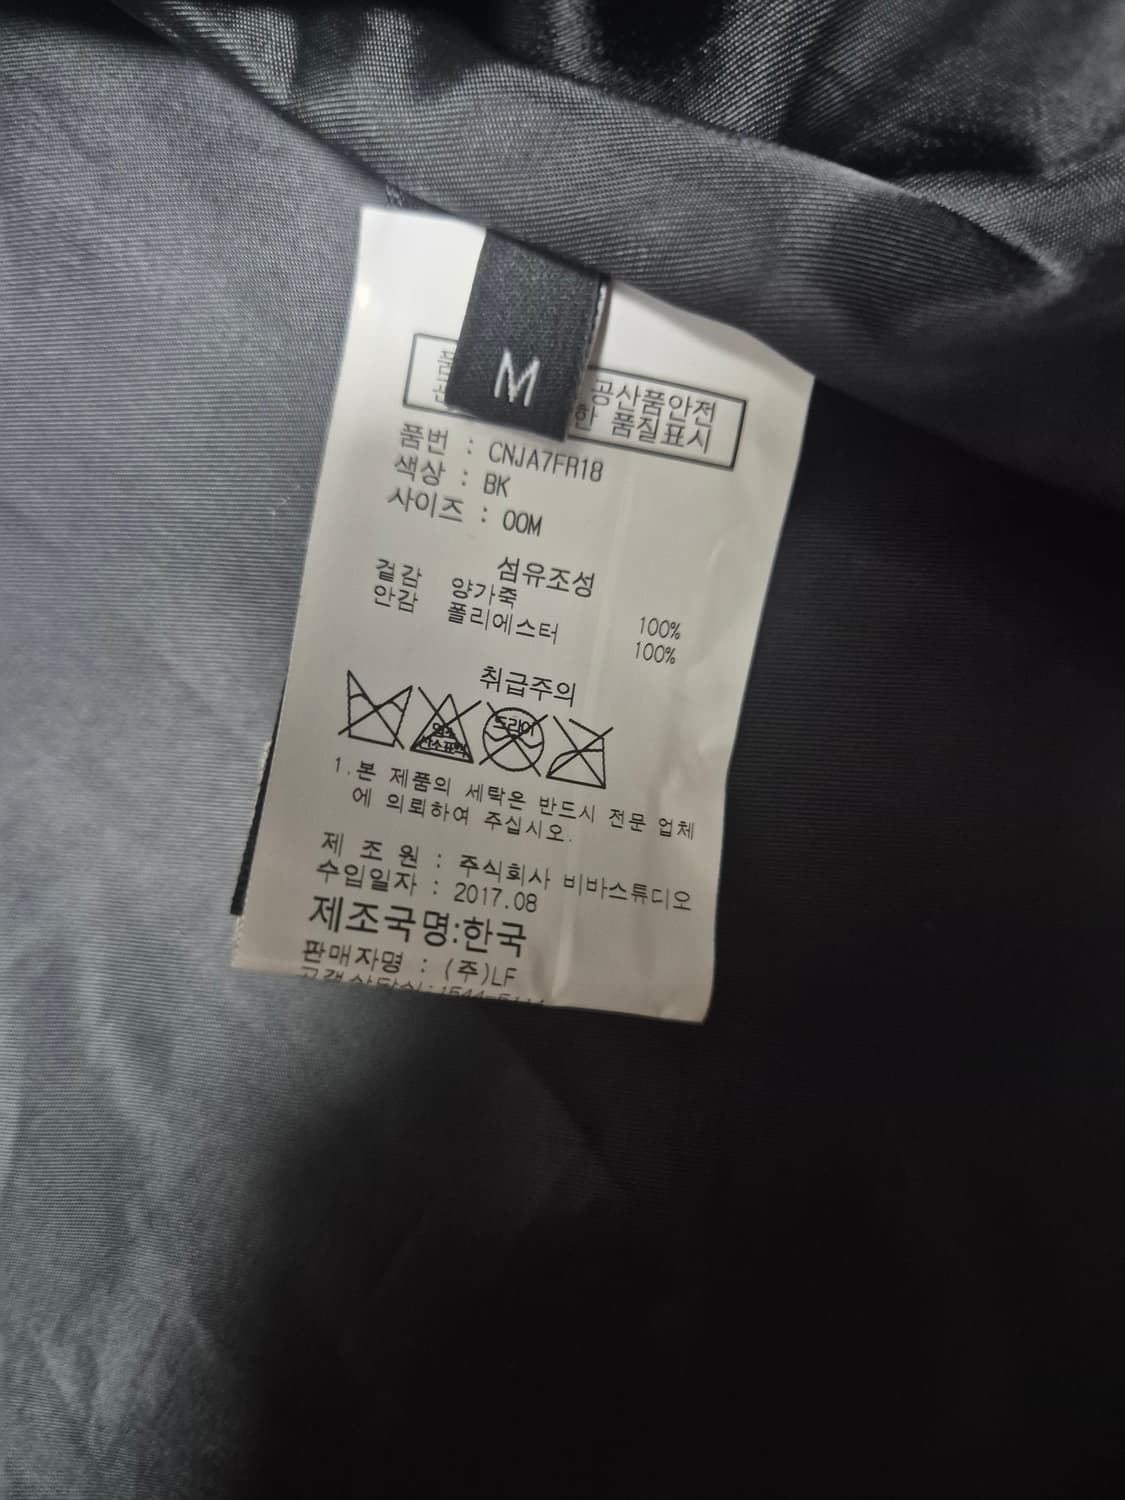 M
공산품안전
한 품질표시
품번 : CNJA7FR18
색상 : BK
사이즈 : 00M
섬유조성
겉감 양가죽 100%
안감 폴리에스터 100%
취급주의
드라이
1.본 제품의 세탁은 반드시 전문 업체
에 의뢰하여 주십시오.
제 조 원 : 주식회사 비바스튜디오
수입일자 : 2017.08
제조국명:한국
판매자명 : (주)LF